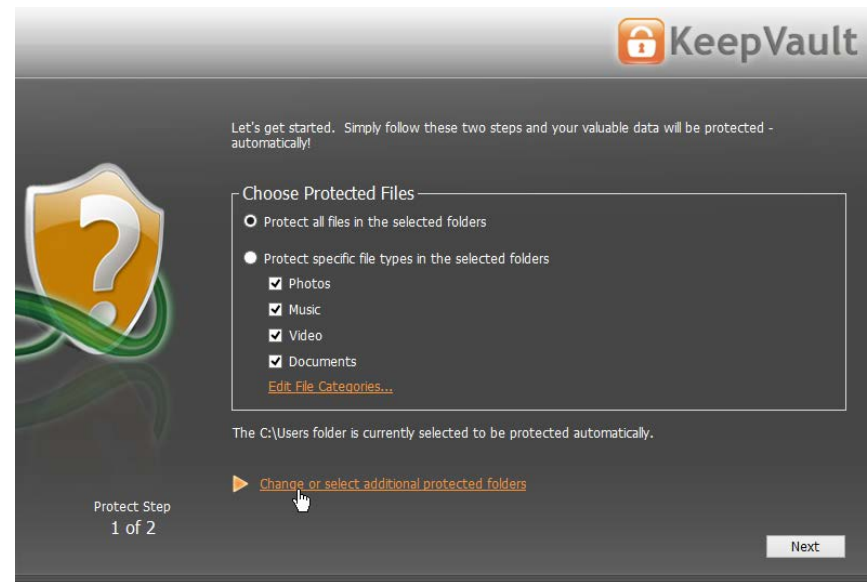 KeepVault
Let's get started. Simply follow these two steps and your valuable data will be protected -
automatically!
Choose Protected Files
Protect all files in the selected folders
Protect specific file types in the selected folders
Photos
Music
Video
Documents
Edit File Categories...
The C:\Users folder is currently selected to be protected automatically.
Change or select additional protected folders
Protect Step
1 of 2
Next